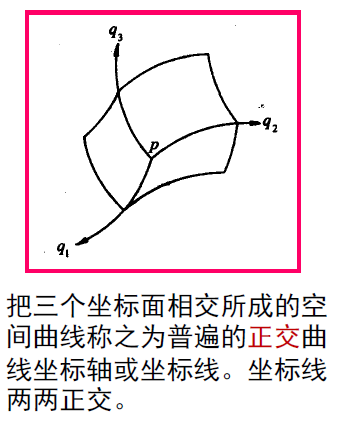 q₃
p
q₂
q₁
把三个坐标面相交所成的空
间曲线称之为普遍的正交曲
线坐标轴或坐标线。坐标线
两两正交。